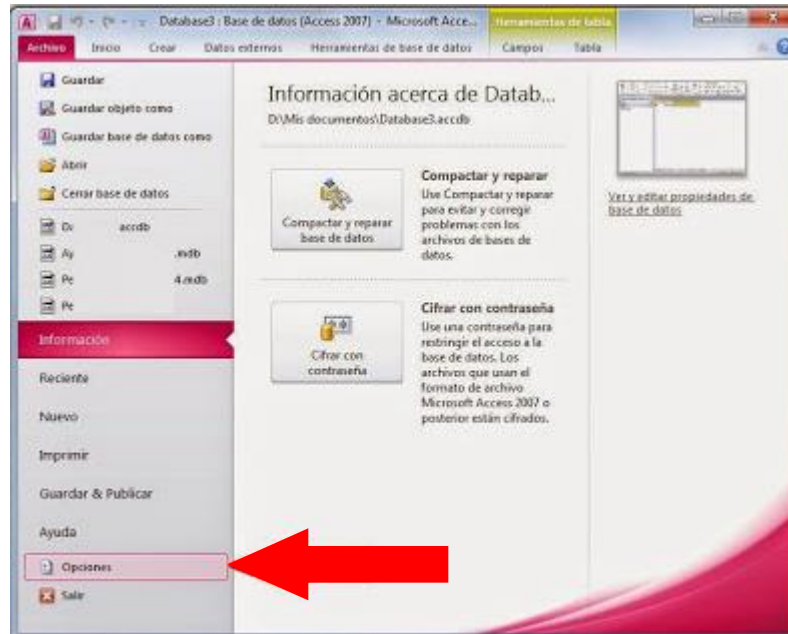 Database3 : Base de datos (Access 2007) - Microsoft Acce...
Herramientas de tabla
Archivo Inicio Crear Datos externos Herramientas de base de datos Campos Tabla
Guardar
Guardar objeto como
Guardar base de datos como
Abrir
Cerrar base de datos
accdb
Ay .mdb
Pe 4.mdb
Pe
Información
Reciente
Nuevo
Imprimir
Guardar & Publicar
Ayuda
Opciones
Salir
Información acerca de Datab...
D:\Mis documentos\Database3.accdb
Compactar y reparar base de datos
Compactar y reparar
Use Compactar y reparar
para evitar y corregir
problemas con los
archivos de bases de
datos.
Cifrar con
contraseña
Cifrar con contraseña
Use una contraseña para
restringir el acceso a la
base de datos. Los
archivos que usan el
formato de archivo
Microsoft Access 2007 o
posterior están cifrados.
Ver y editar propiedades de
base de datos